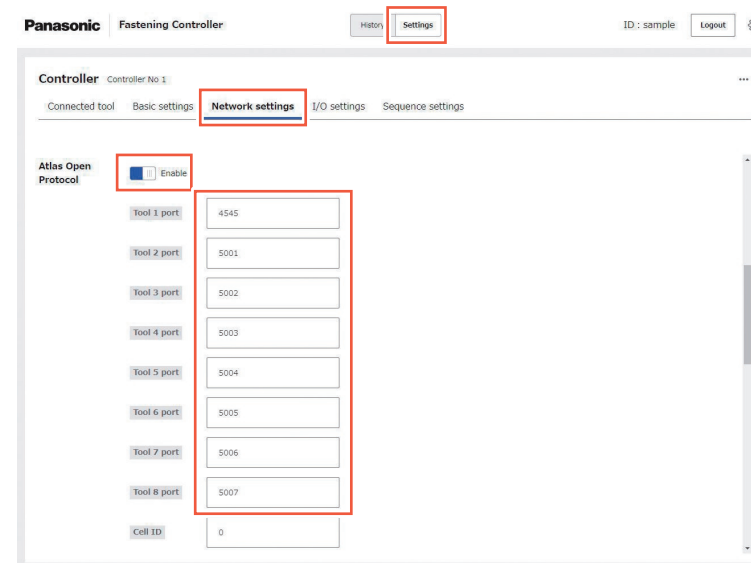 Panasonic Fastening Controller History Settings ID : sample Logout
Controller Controller No 1 ...
Connected tool Basic settings Network settings I/O settings Sequence settings
Atlas Open Enable
Protocol
Tool 1 port 4545
Tool 2 port 5001
Tool 3 port 5002
Tool 4 port 5003
Tool 5 port 5004
Tool 6 port 5005
Tool 7 port 5006
Tool 8 port 5007
Cell ID 0